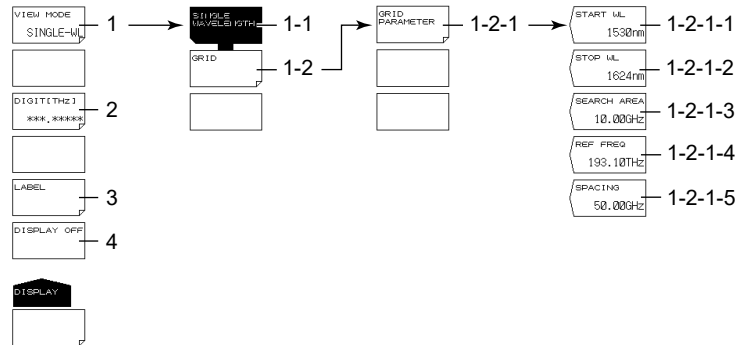 VIEW MODE
SINGLE-WL
1
SINGLE
WAVELENGTH
1-1
GRID
1-2
GRID
PARAMETER
1-2-1
START WL
1530nm
1-2-1-1
STOP WL
1624nm
1-2-1-2
SEARCH AREA
10.00GHz
1-2-1-3
REF FREQ
193.10THz
1-2-1-4
SPACING
50.00GHz
1-2-1-5
DIGIT[THz]
***.*****
2
LABEL
3
DISPLAY OFF
4
DISPLAY